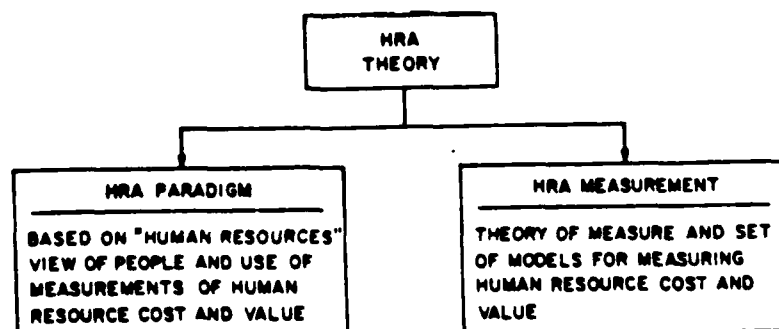 HRA
THEORY
HRA PARADIGM
BASED ON "HUMAN RESOURCES"
VIEW OF PEOPLE AND USE OF
MEASUREMENTS OF HUMAN
RESOURCE COST AND VALUE
HRA MEASUREMENT
THEORY OF MEASURE AND SET
OF MODELS FOR MEASURING
HUMAN RESOURCE COST AND
VALUE